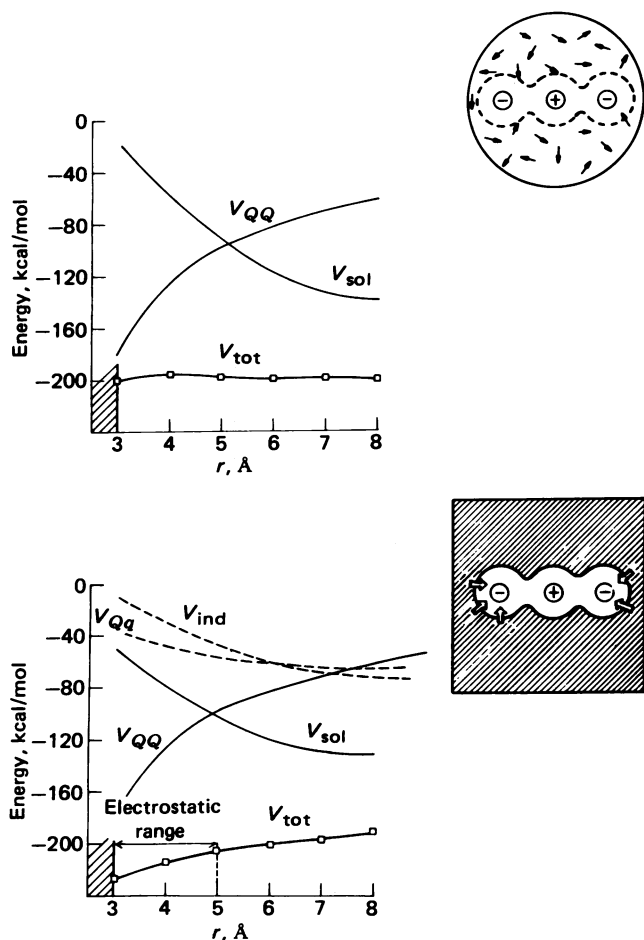 0
−40
−80
−120
−160
−200
Energy, kcal/mol
V_QQ
V_sol
V_tot
3 4 5 6 7 8
r, Å
− + −
0
−40
−80
−120
−160
−200
Energy, kcal/mol
V_Qq
V_ind
V_QQ
V_sol
Electrostatic
range
V_tot
3 4 5 6 7 8
r, Å
− + −